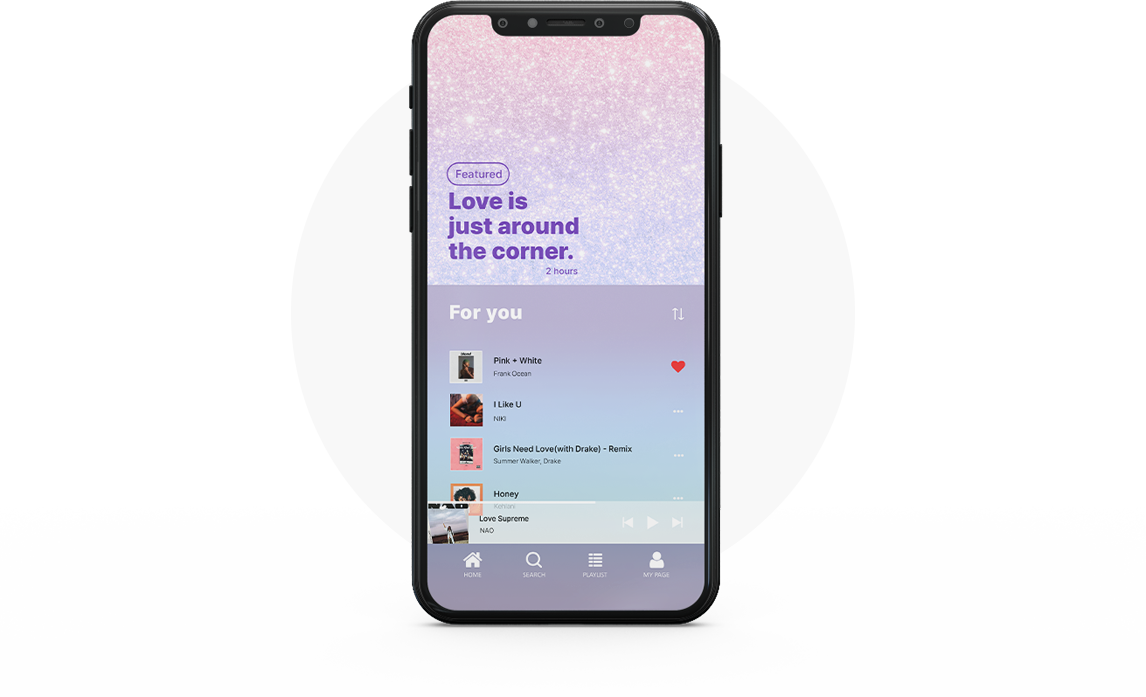 Featured
Love is
just around
the corner.
2 hours
For you
Pink + White
Frank Ocean
I Like U
NIKI
Girls Need Love(with Drake) - Remix
Summer Walker, Drake
Honey
Kehlani
Love Supreme
NAO
HOME
SEARCH
PLAYLIST
MY PAGE